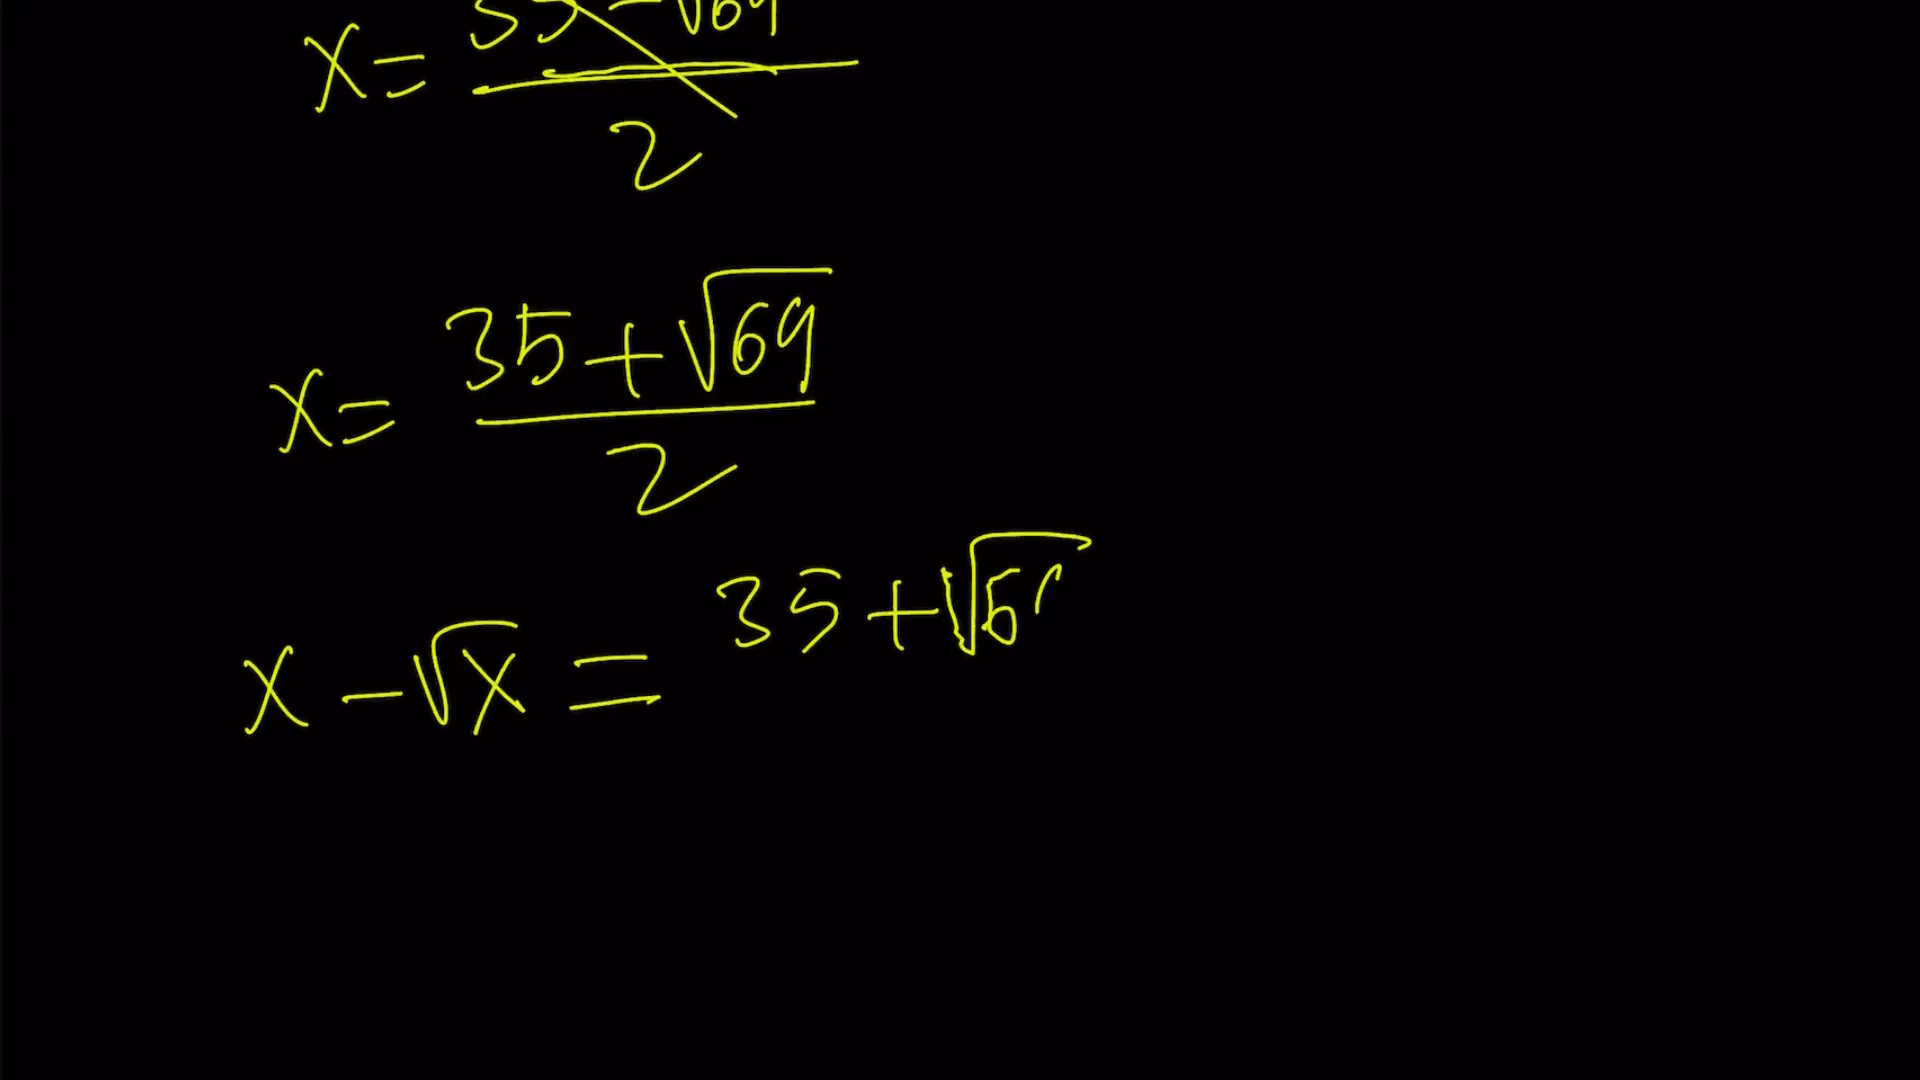 x = (35 - √69) / 2
x = (35 + √69) / 2
x - √x = 35 + √6